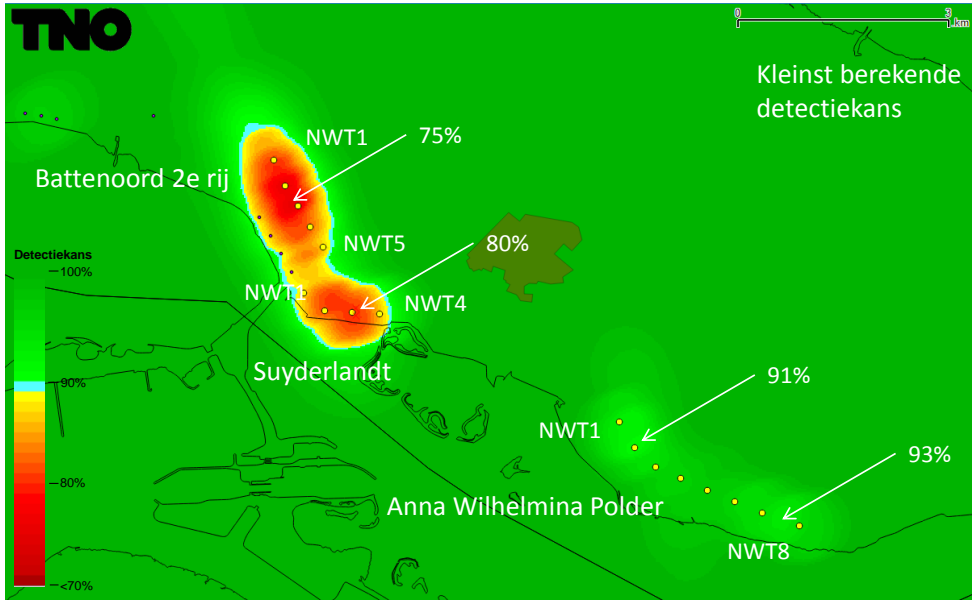 TNO
0 3
km
Kleinst berekende
detectiekans
NWT1
75%
Battenoord 2e rij
NWT5
80%
Detectiekans
100%
NWT1
NWT4
Suyderlandt
90%
91%
NWT1
93%
80%
Anna Wilhelmina Polder
NWT8
<70%